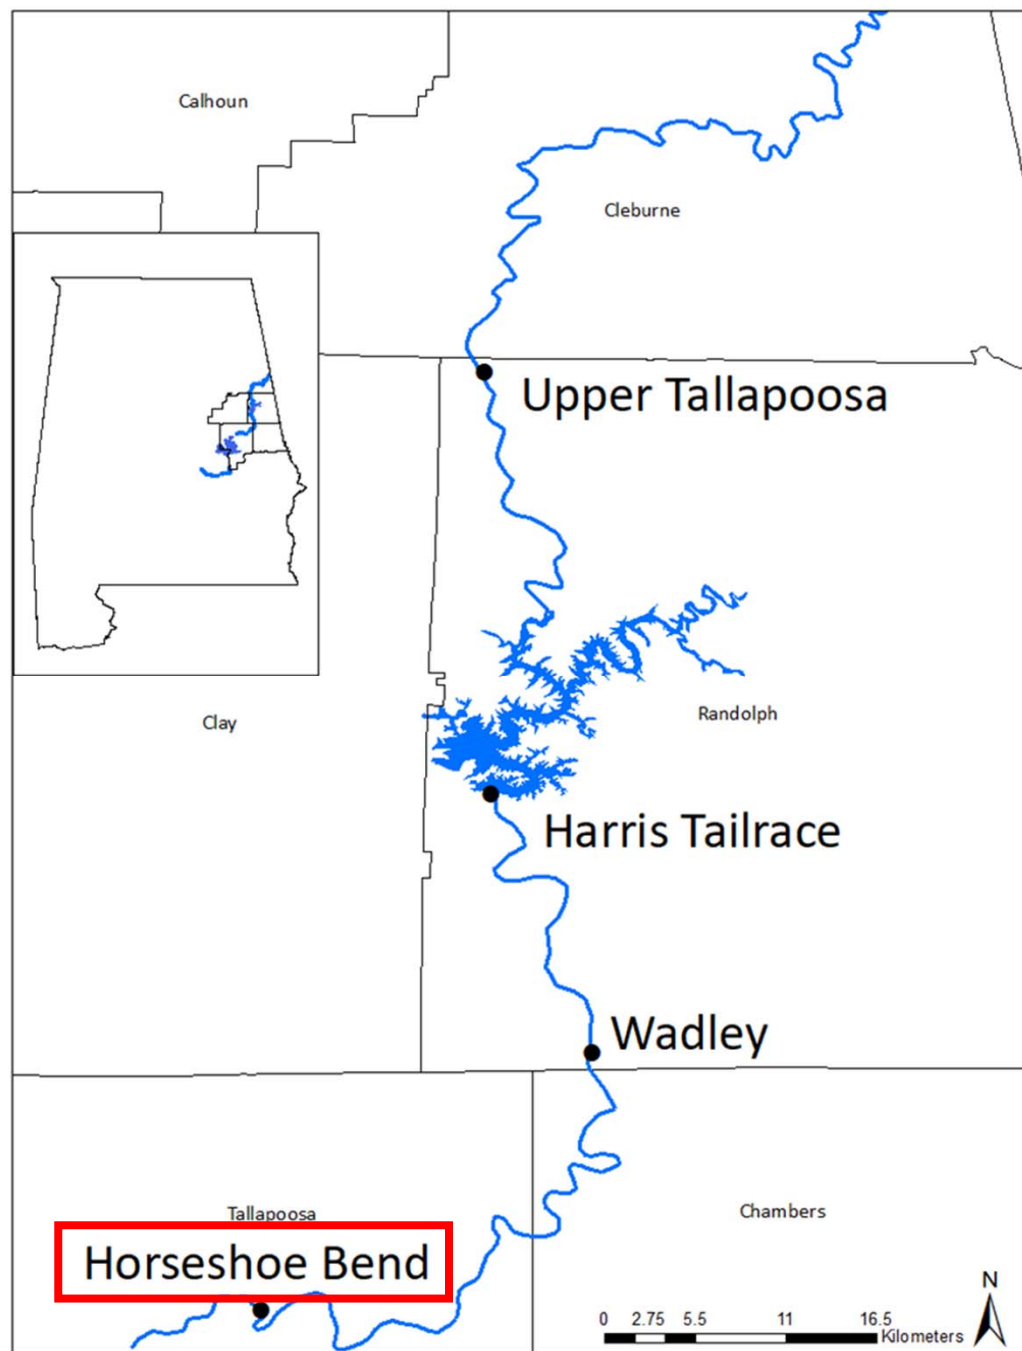 Calhoun
Cleburne
Upper Tallapoosa
Clay
Randolph
Harris Tailrace
Wadley
Tallapoosa
Chambers
Horseshoe Bend
N
0 2.75 5.5 11 16.5
Kilometers